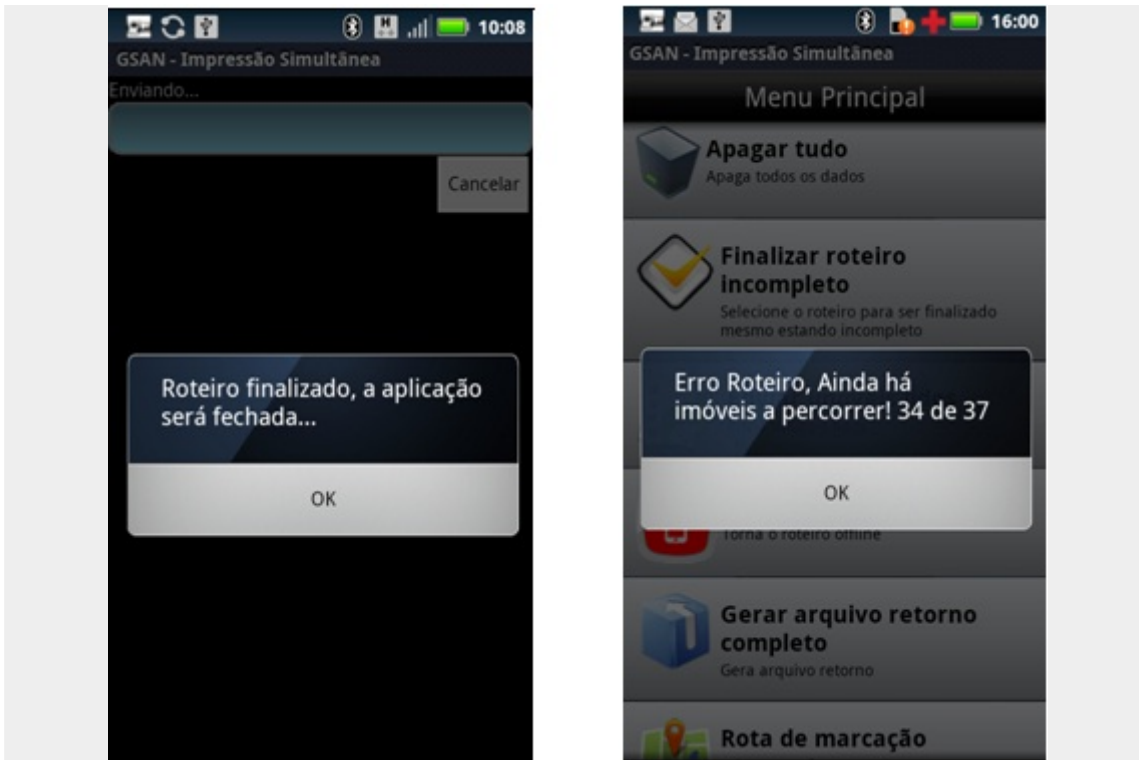 10:08
GSAN - Impressão Simultânea
Enviando...
Cancelar
Roteiro finalizado, a aplicação
será fechada...
OK
16:00
GSAN - Impressão Simultânea
Menu Principal
Apagar tudo
Apaga todos os dados
Finalizar roteiro
incompleto
Selecione o roteiro para ser finalizado
mesmo estando incompleto
Erro Roteiro, Ainda há
imóveis a percorrer! 34 de 37
OK
Torna o roteiro offline
Gerar arquivo retorno
completo
Gera arquivo retorno
Rota de marcação